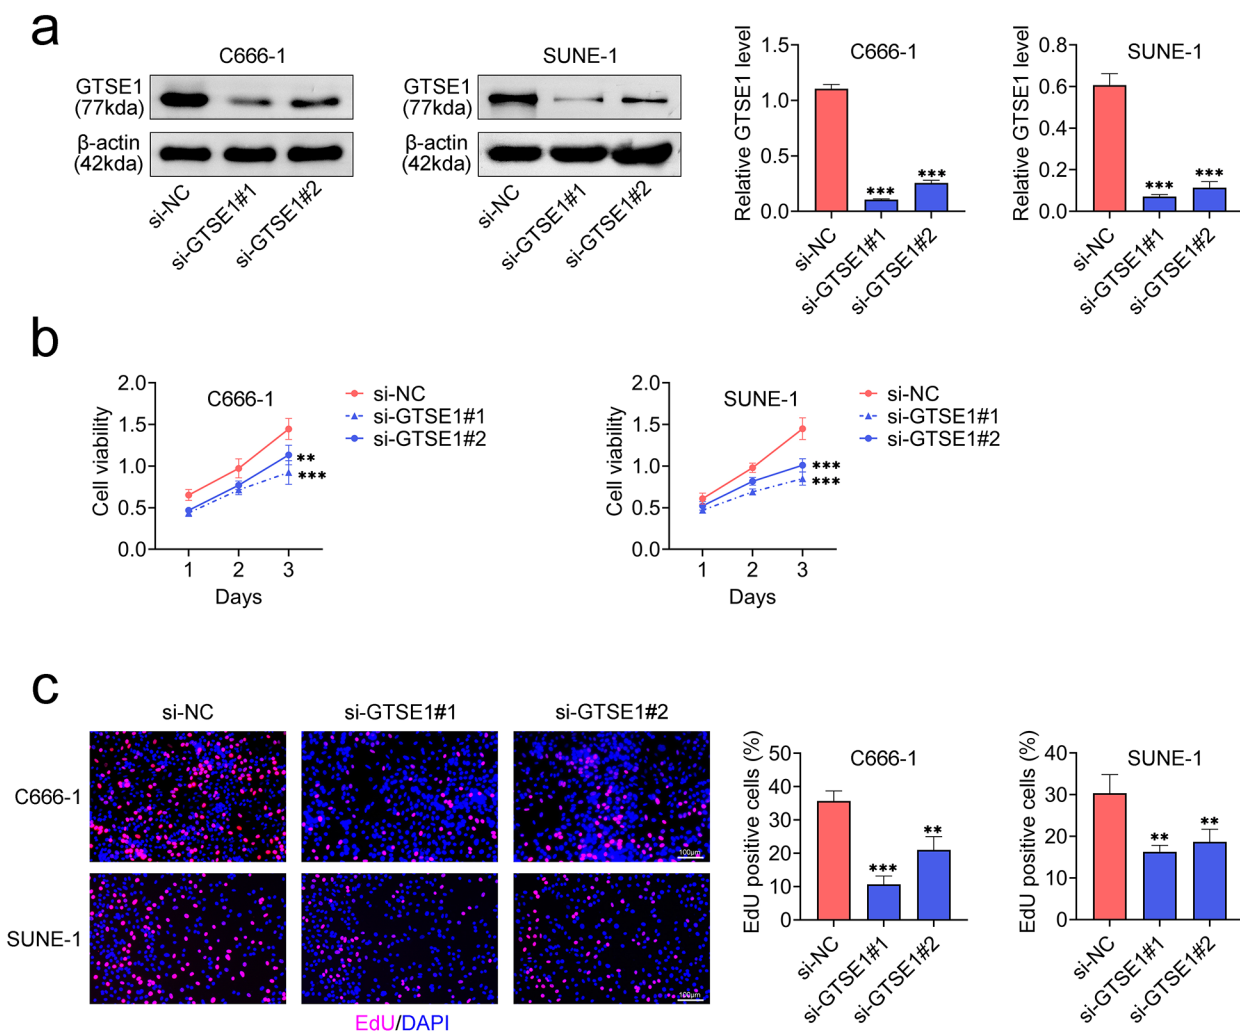 a
C666-1
GTSE1
(77kda)
β-actin
(42kda)
si-NC
si-GTSE1#1
si-GTSE1#2
SUNE-1
GTSE1
(77kda)
β-actin
(42kda)
si-NC
si-GTSE1#1
si-GTSE1#2
Relative GTSE1 level
1.5
1.0
0.5
0.0
C666-1
***
***
si-NC
si-GTSE1#1
si-GTSE1#2
Relative GTSE1 level
0.8
0.6
0.4
0.2
0.0
SUNE-1
***
***
si-NC
si-GTSE1#1
si-GTSE1#2
b
Cell viability
2.0
1.5
1.0
0.5
0.0
C666-1
si-NC
si-GTSE1#1
si-GTSE1#2
**
***
1 2 3
Days
Cell viability
2.0
1.5
1.0
0.5
0.0
SUNE-1
si-NC
si-GTSE1#1
si-GTSE1#2
***
***
1 2 3
Days
c
si-NC si-GTSE1#1 si-GTSE1#2
C666-1
100μm
SUNE-1
100μm
EdU/DAPI
EdU positive cells (%)
50
40
30
20
10
0
C666-1
***
**
si-NC
si-GTSE1#1
si-GTSE1#2
EdU positive cells (%)
40
30
20
10
0
SUNE-1
**
**
si-NC
si-GTSE1#1
si-GTSE1#2